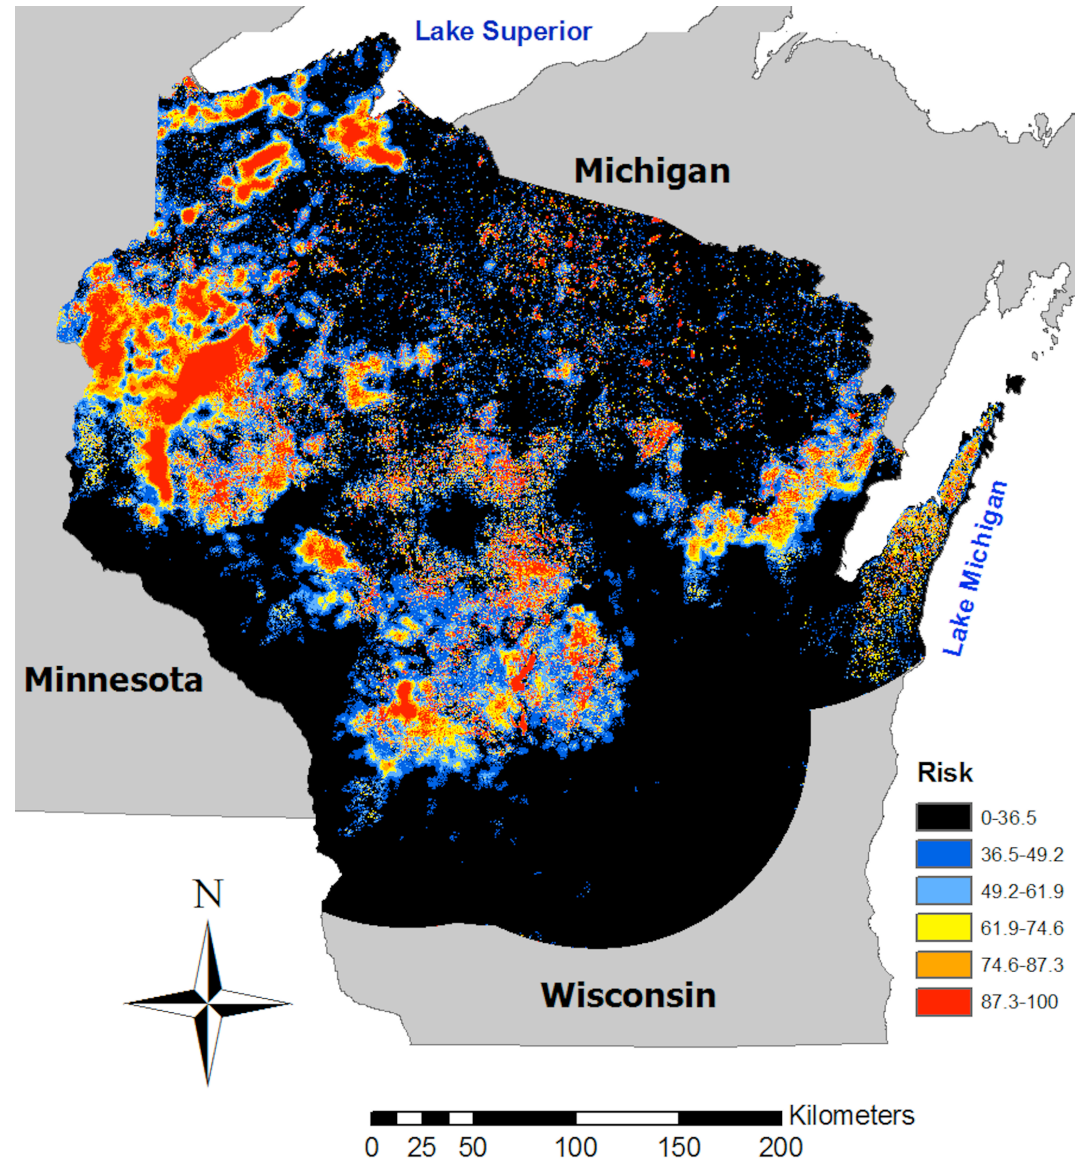 Lake Superior
Michigan
Lake Michigan
Minnesota
Risk
0-36.5
36.5-49.2
49.2-61.9
61.9-74.6
74.6-87.3
87.3-100
N
Wisconsin
Kilometers
0 25 50 100 150 200